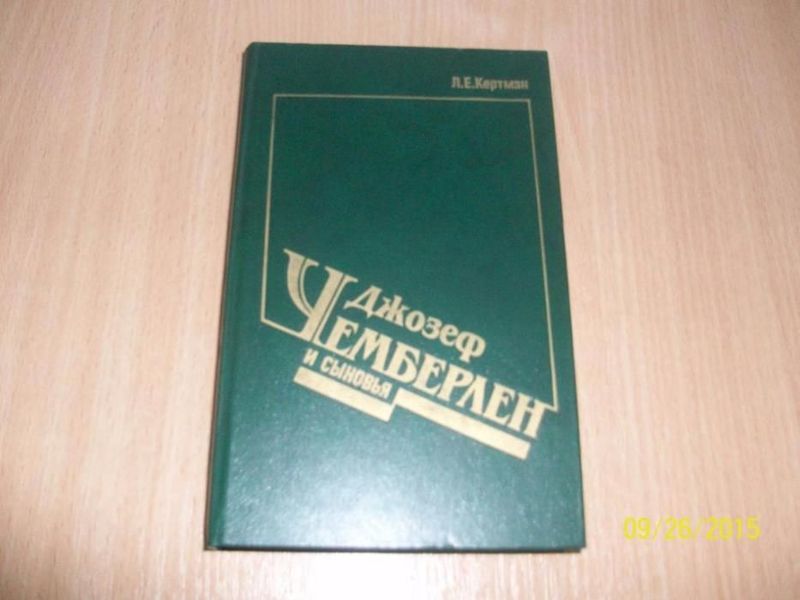 Л.Е.Кертман
Джозеф
Чемберлен
и сыновья
09/26/2015